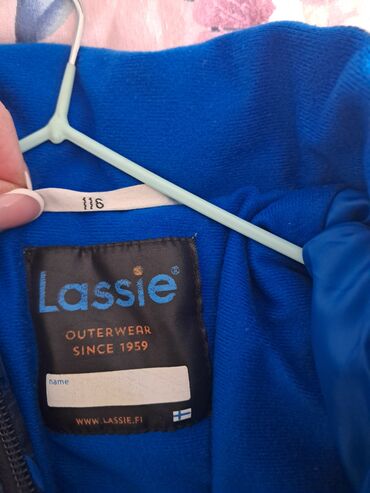 116
Lassie®
OUTERWEAR
SINCE 1959
name
WWW.LASSIE.FI